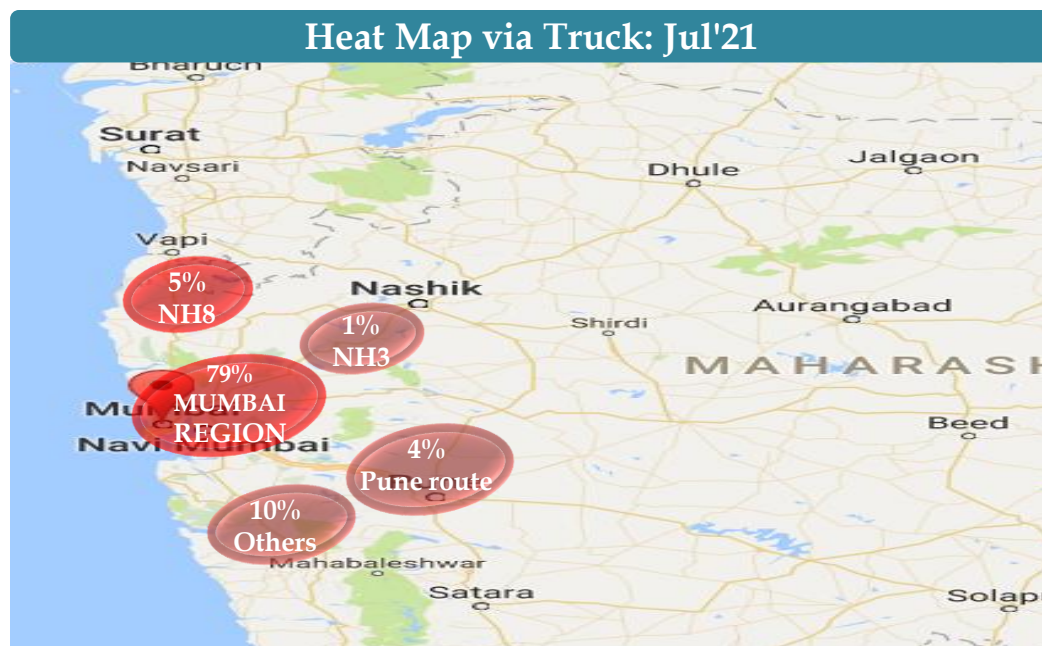 Heat Map via Truck: Jul'21
Bharuch
Surat
Navsari
Dhule
Jalgaon
Vapi
5%
NH8
Nashik
1%
NH3
Shirdi
Aurangabad
MAHARASH
79%
MUMBAI
REGION
Mumbai
Navi Mumbai
Beed
4%
Pune route
10%
Others
Mahabaleshwar
Satara
Solap